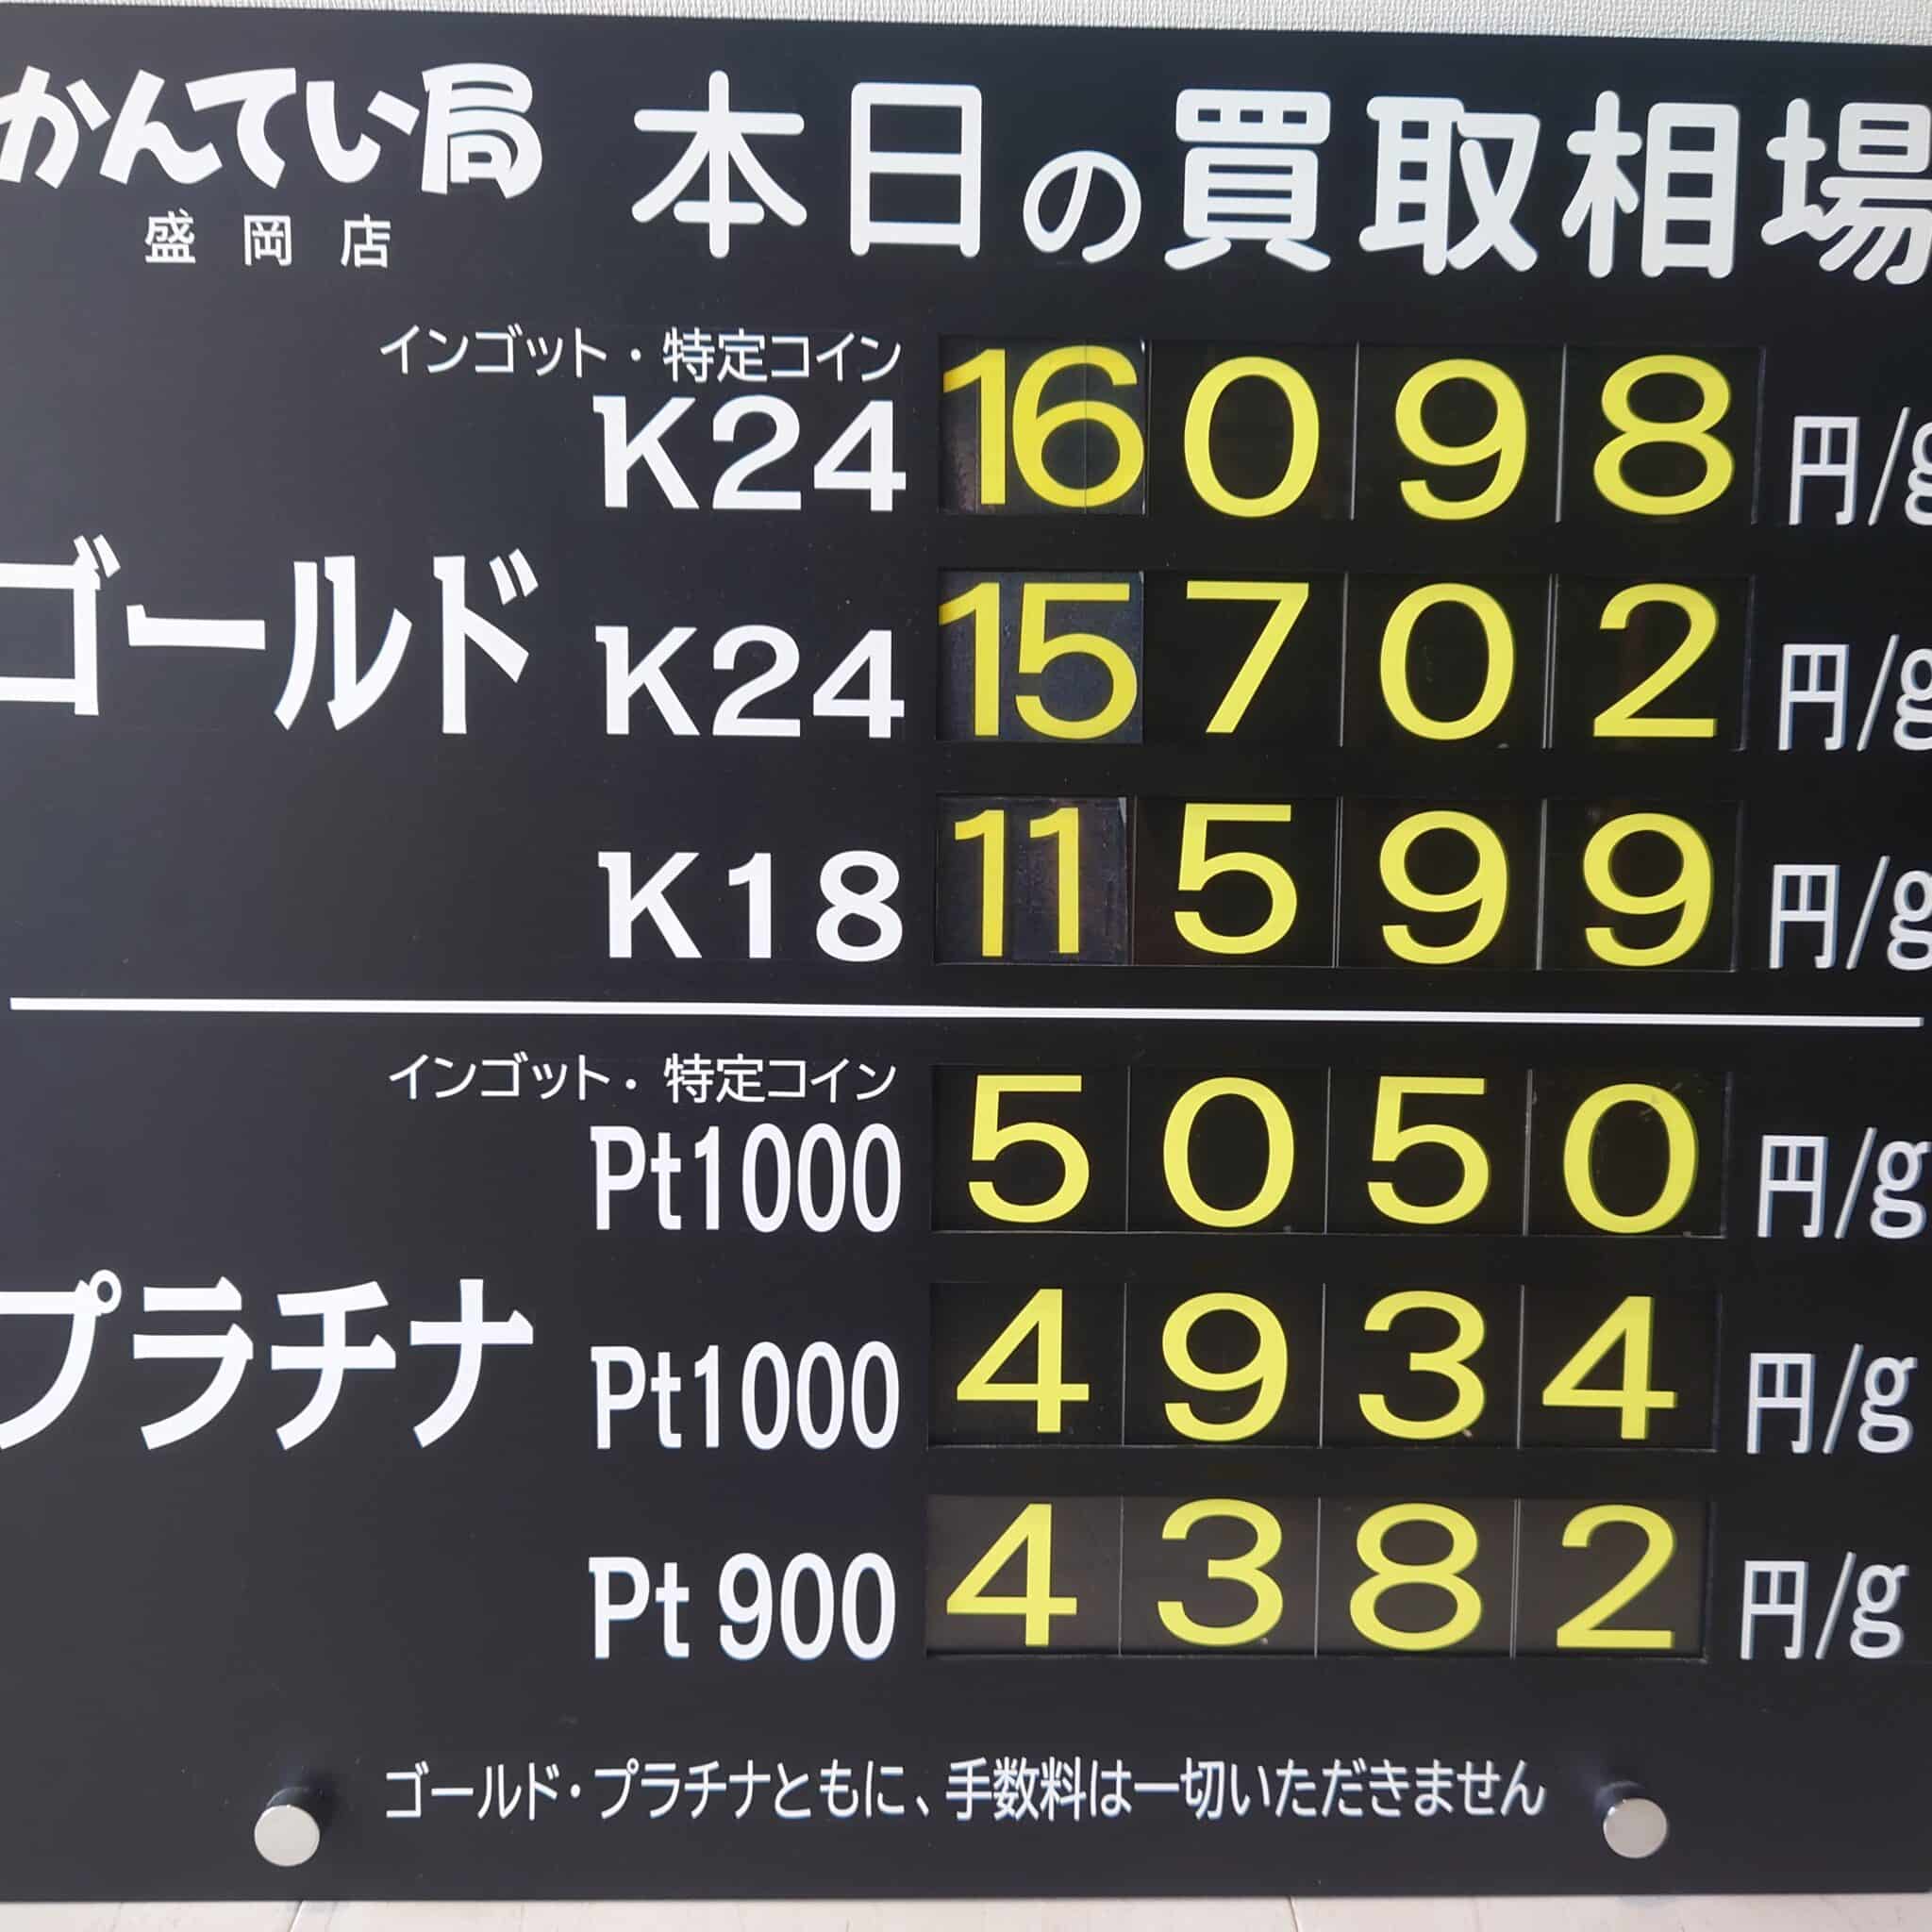 かんてい局 本日の買取相場
盛岡店
インゴット・特定コイン
K24 16098 円/g
ゴールド K24 15702 円/g
K18 11599 円/g
インゴット・特定コイン
Pt1000 5050 円/g
プラチナ Pt1000 4934 円/g
Pt900 4382 円/g
ゴールド・プラチナともに、手数料は一切いただきません